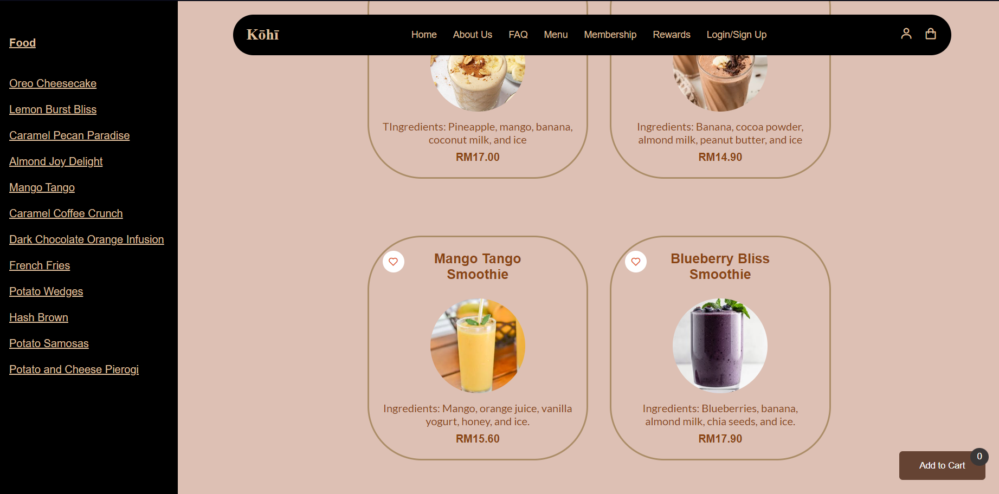 Food
Oreo Cheesecake
Lemon Burst Bliss
Caramel Pecan Paradise
Almond Joy Delight
Mango Tango
Caramel Coffee Crunch
Dark Chocolate Orange Infusion
French Fries
Potato Wedges
Hash Brown
Potato Samosas
Potato and Cheese Pierogi
Kōhī
Home About Us FAQ Menu Membership Rewards Login/Sign Up
TIngredients: Pineapple, mango, banana,
coconut milk, and ice
RM17.00
Ingredients: Banana, cocoa powder,
almond milk, peanut butter, and ice
RM14.90
Mango Tango
Smoothie
Ingredients: Mango, orange juice, vanilla
yogurt, honey, and ice.
RM15.60
Blueberry Bliss
Smoothie
Ingredients: Blueberries, banana,
almond milk, chia seeds, and ice.
RM17.90
Add to Cart
0